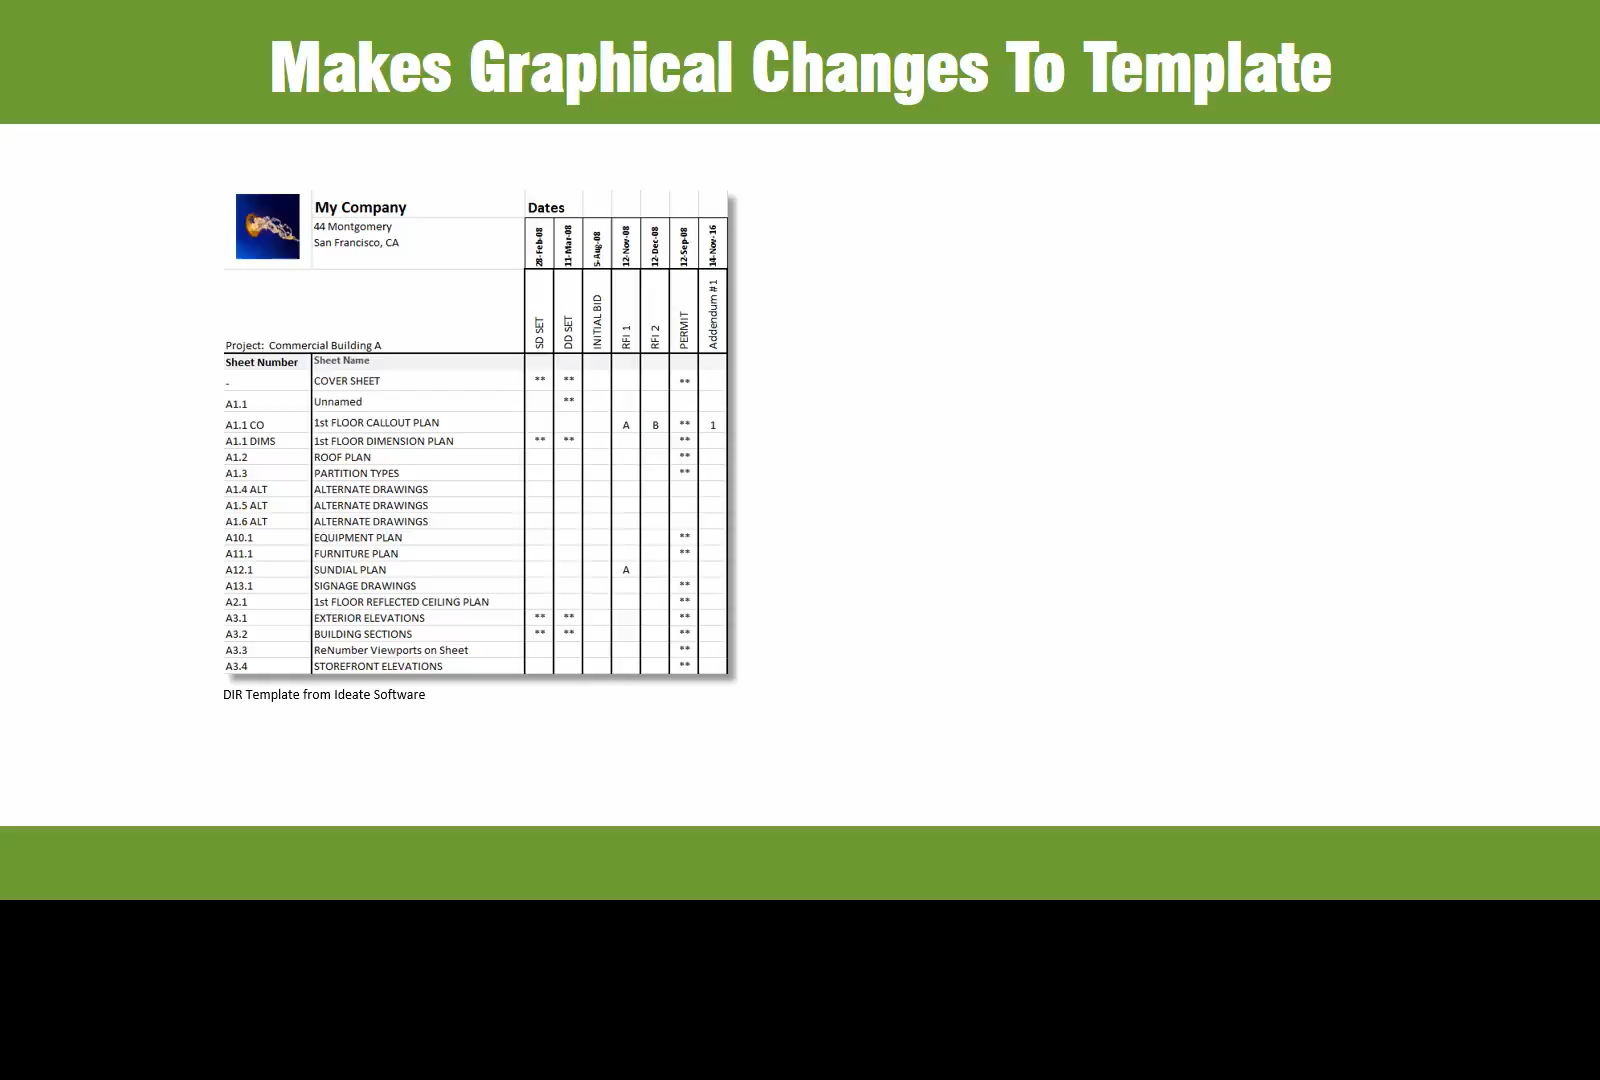 Makes Graphical Changes To Template
My Company
Dates
44 Montgomery
San Francisco, CA
28-Feb-08 11-Mar-08 5-Aug-08 12-Nov-08 12-Dec-08 12-Sep-08 14-Nov-16
SD SET DD SET INITIAL BID RFI 1 RFI 2 PERMIT Addendum #1
Project: Commercial Building A
Sheet Number Sheet Name
- COVER SHEET ** ** **
A1.1 Unnamed **
A1.1 CO 1st FLOOR CALLOUT PLAN A B ** 1
A1.1 DIMS 1st FLOOR DIMENSION PLAN ** ** **
A1.2 ROOF PLAN **
A1.3 PARTITION TYPES **
A1.4 ALT ALTERNATE DRAWINGS
A1.5 ALT ALTERNATE DRAWINGS
A1.6 ALT ALTERNATE DRAWINGS
A10.1 EQUIPMENT PLAN **
A11.1 FURNITURE PLAN **
A12.1 SUNDIAL PLAN A
A13.1 SIGNAGE DRAWINGS **
A2.1 1st FLOOR REFLECTED CEILING PLAN **
A3.1 EXTERIOR ELEVATIONS ** ** **
A3.2 BUILDING SECTIONS ** ** **
A3.3 ReNumber Viewports on Sheet **
A3.4 STOREFRONT ELEVATIONS **
DIR Template from Ideate Software